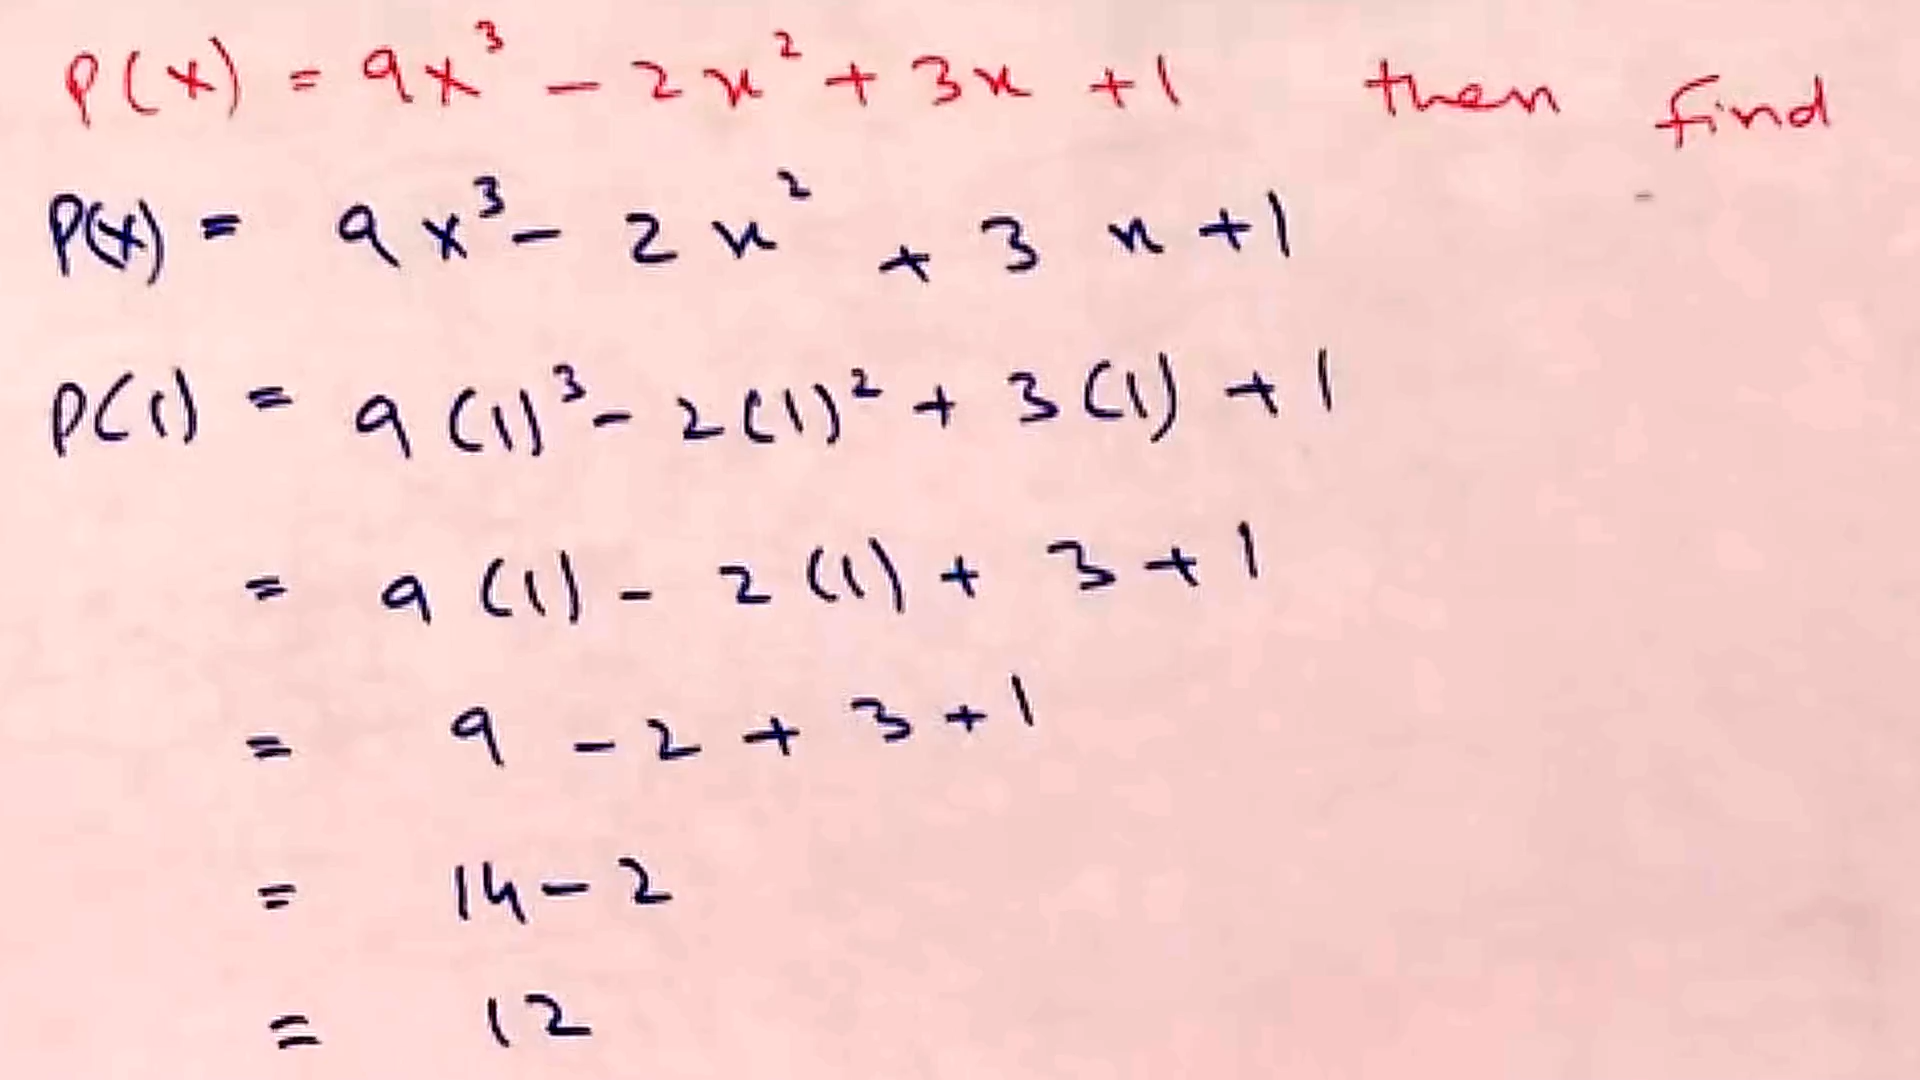 P(x) = 9x³ - 2x² + 3x + 1 then find
P(x) = 9x³ - 2x² + 3x + 1
P(1) = 9(1)³ - 2(1)² + 3(1) + 1
= 9(1) - 2(1) + 3 + 1
= 9 - 2 + 3 + 1
= 14 - 2
= 12